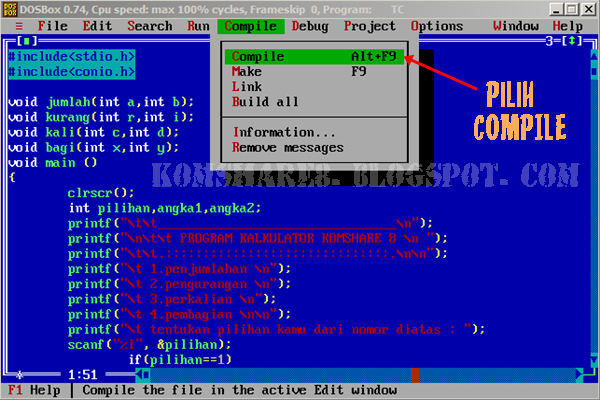 DOS BOX DOSBox 0.74, Cpu speed: max 100% cycles, Frameskip 0, Program: TC
≡ File Edit Search Run Compile Debug Project Options Window Help
3=[↕]
#include<stdio.h>
#include<conio.h>
Compile Alt+F9
Make F9
Link
Build all
Information...
Remove messages
PILIH
COMPILE
void jumlah(int a,int b);
void kurang(int r,int i);
void kali(int c,int d);
void bagi(int x,int y);
void main ()
KOMSHARE8. BLOGSPOT. COM
{
clrscr();
int pilihan,angka1,angka2;
printf("\t\t________________________________\n");
printf("\n\t\t PROGRAM KALKULATOR KOMSHARE 8 \n ");
printf("\t\t.::::::::::::::::::::::::::::::.\n\n");
printf("\t 1.penjumlahan \n");
printf("\t 2.pengurangan \n");
printf("\t 3.perkalian \n");
printf("\t 4.pembagian \n\n");
printf("\t tentukan pilihan kamu dari nomor diatas : ");
scanf("%i", &pilihan);
if(pilihan==1)
1:51
F1 Help | Compile the file in the active Edit window